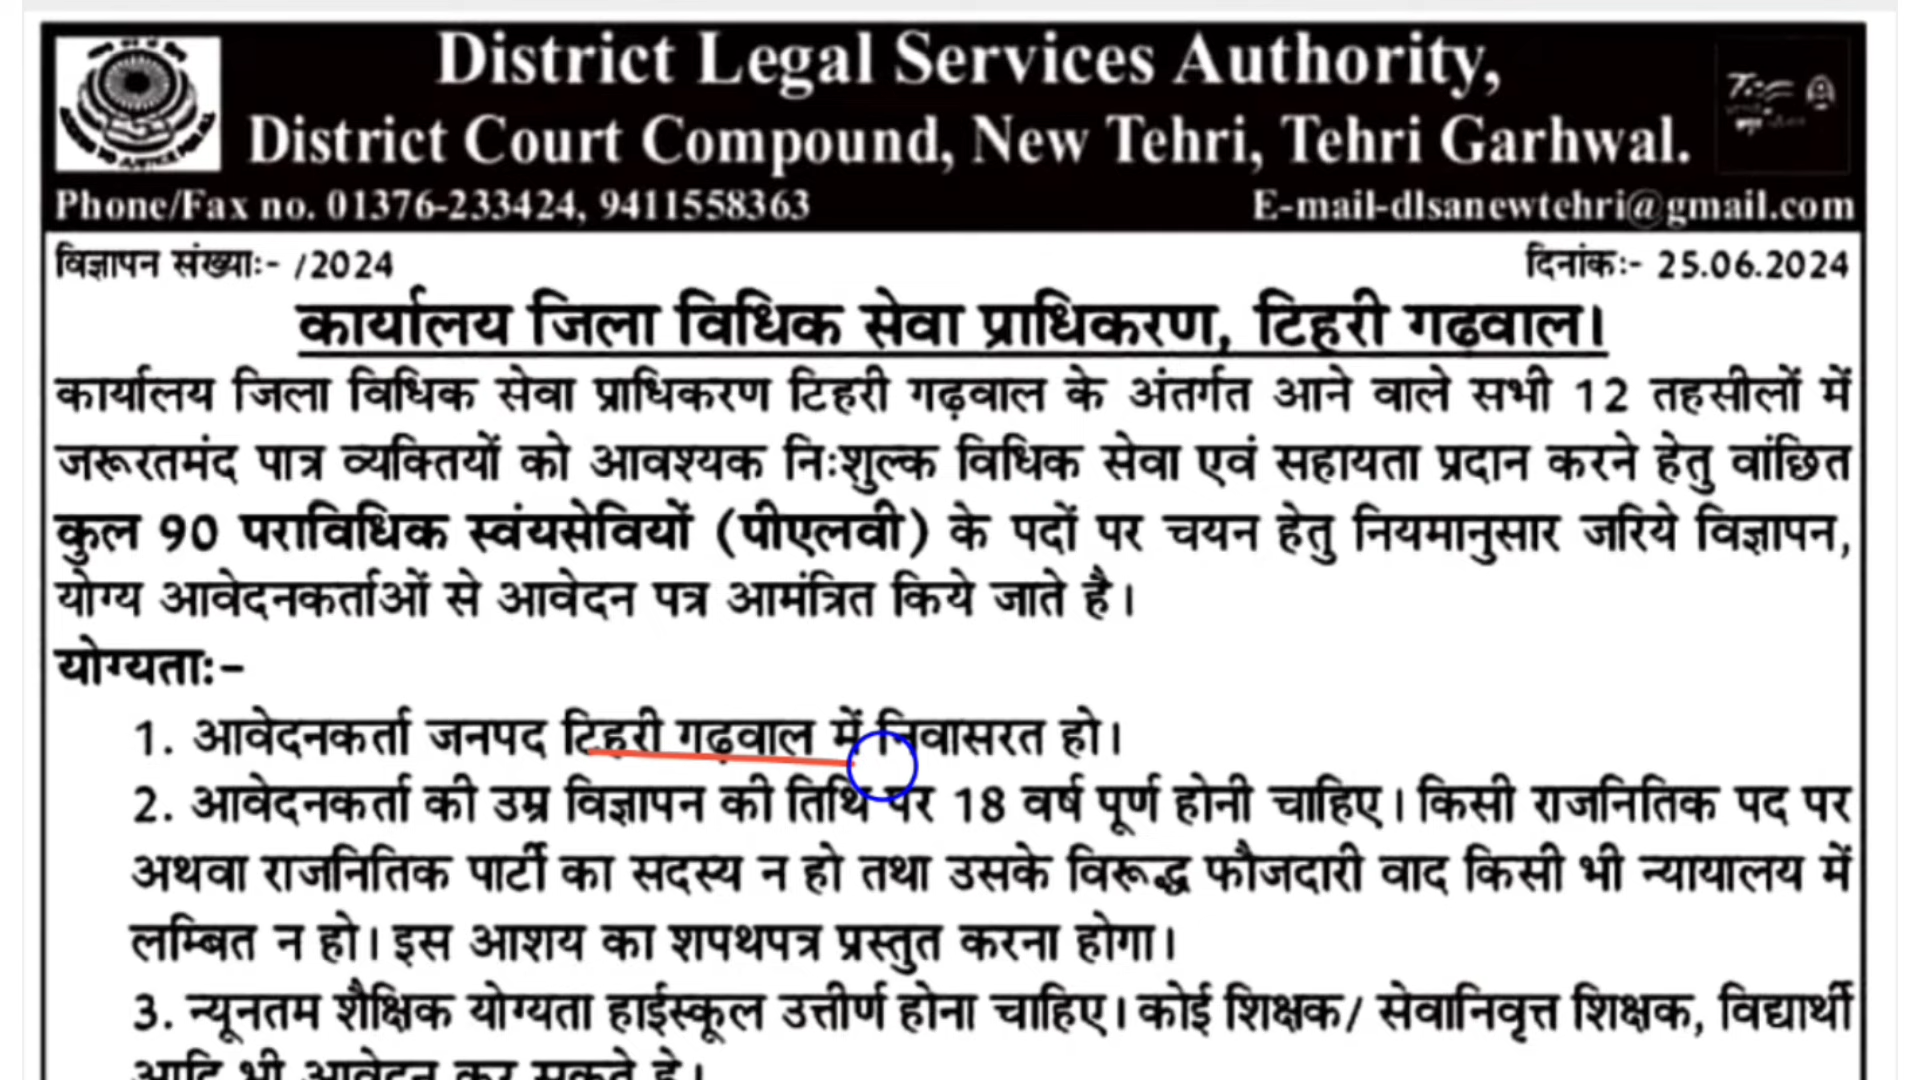 District Legal Services Authority,
District Court Compound, New Tehri, Tehri Garhwal.
Phone/Fax no. 01376-233424, 9411558363
E-mail-dlsanewtehri@gmail.com
विज्ञापन संख्याः- /2024
दिनांकः- 25.06.2024
कार्यालय जिला विधिक सेवा प्राधिकरण, टिहरी गढ़वाल।
कार्यालय जिला विधिक सेवा प्राधिकरण टिहरी गढ़वाल के अंतर्गत आने वाले सभी 12 तहसीलों में
जरूरतमंद पात्र व्यक्तियों को आवश्यक निःशुल्क विधिक सेवा एवं सहायता प्रदान करने हेतु वांछित
कुल 90 पराविधिक स्वंयसेवियों (पीएलवी) के पदों पर चयन हेतु नियमानुसार जरिये विज्ञापन,
योग्य आवेदनकर्ताओं से आवेदन पत्र आमंत्रित किये जाते है।
योग्यताः-
1. आवेदनकर्ता जनपद टिहरी गढ़वाल में निवासरत हो।
2. आवेदनकर्ता की उम्र विज्ञापन की तिथि पर 18 वर्ष पूर्ण होनी चाहिए। किसी राजनितिक पद पर
अथवा राजनितिक पार्टी का सदस्य न हो तथा उसके विरूद्ध फौजदारी वाद किसी भी न्यायालय में
लम्बित न हो। इस आशय का शपथपत्र प्रस्तुत करना होगा।
3. न्यूनतम शैक्षिक योग्यता हाईस्कूल उत्तीर्ण होना चाहिए। कोई शिक्षक/ सेवानिवृत्त शिक्षक, विद्यार्थी
आदि भी आवेदन कर सकते हे।